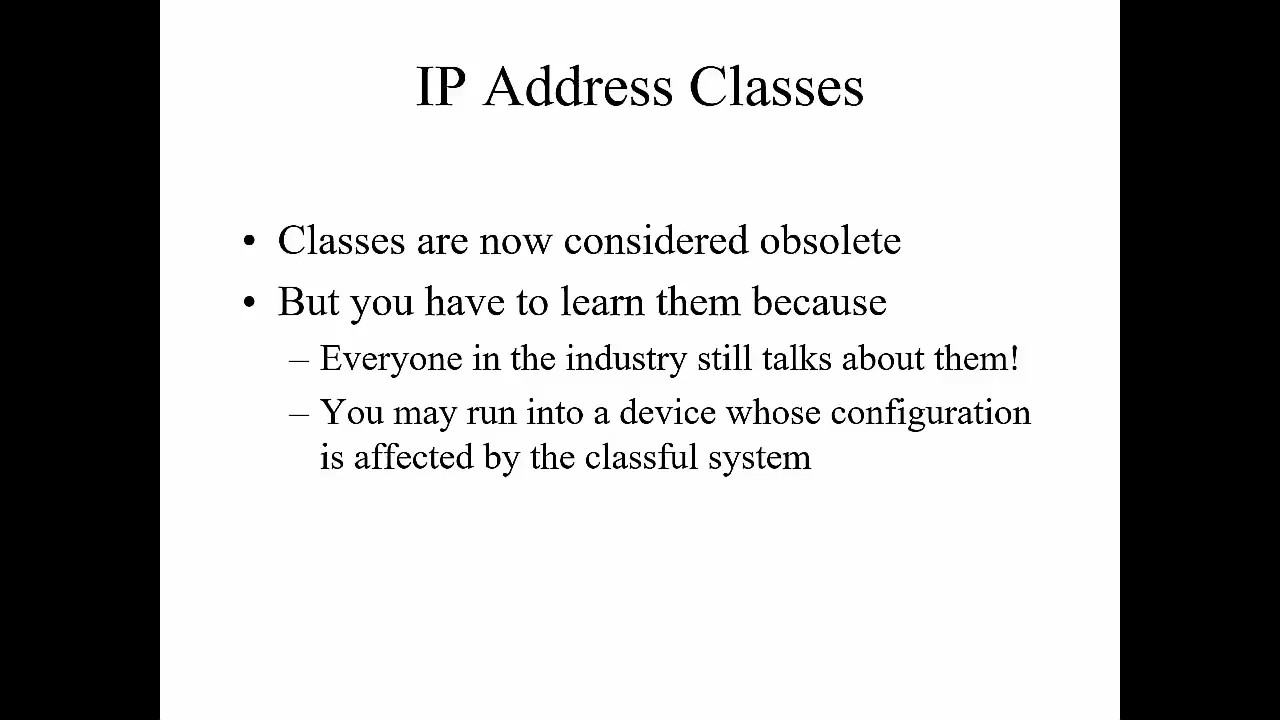 IP Address Classes
• Classes are now considered obsolete
• But you have to learn them because
– Everyone in the industry still talks about them!
– You may run into a device whose configuration
is affected by the classful system